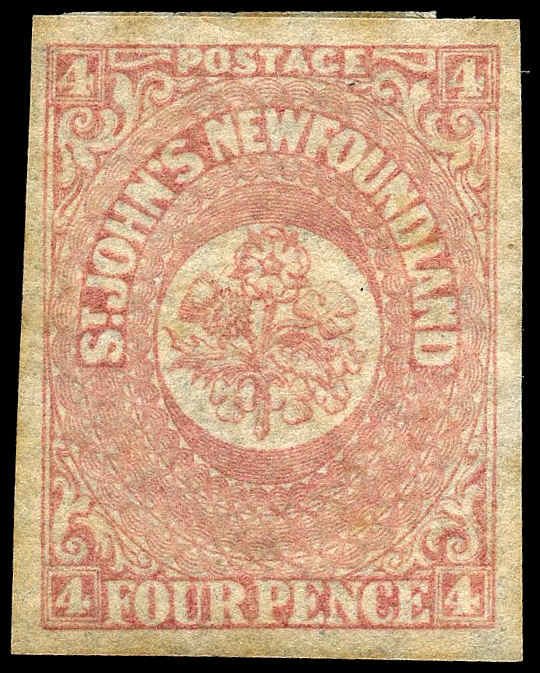 4 POSTAGE 4
ST. JOHN'S NEWFOUNDLAND
4 FOUR PENCE 4